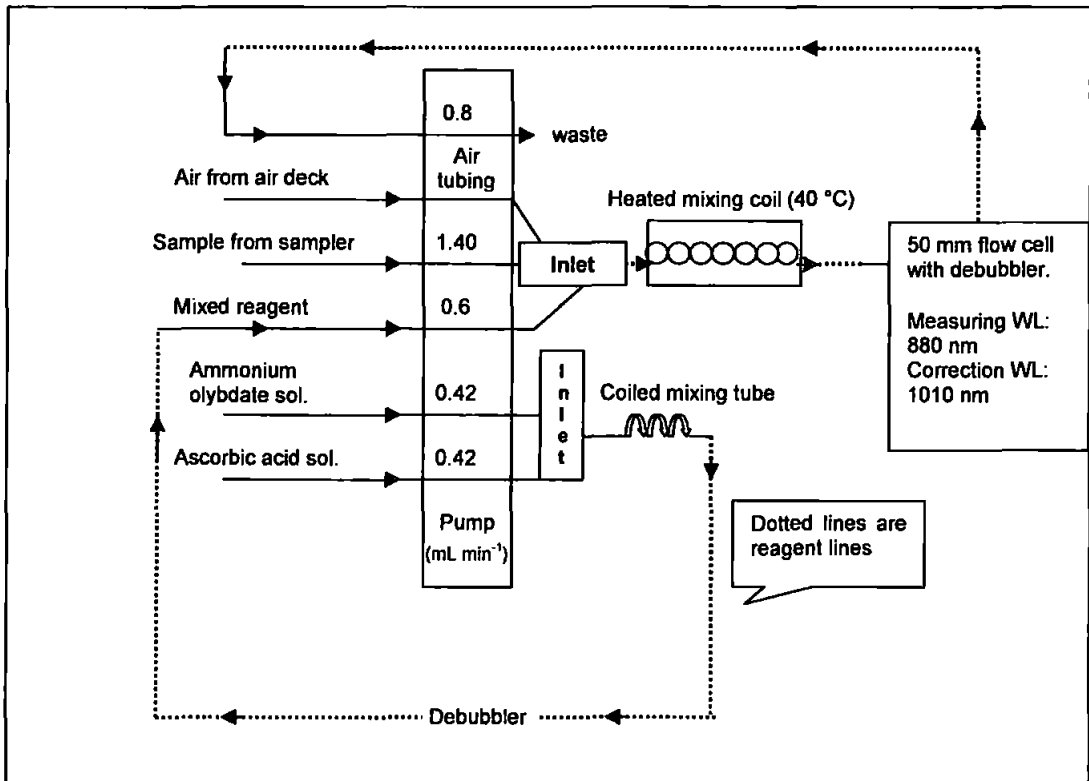 0.8
waste
Air from air deck
Air
tubing
Sample from sampler
1.40
Inlet
Heated mixing coil (40 °C)
50 mm flow cell
with debubbler.
Measuring WL:
880 nm
Correction WL:
1010 nm
Mixed reagent
0.6
Ammonium
olybdate sol.
0.42
Inlet
Coiled mixing tube
Ascorbic acid sol.
0.42
Pump
(mL min⁻¹)
Dotted lines are
reagent lines
Debubbler